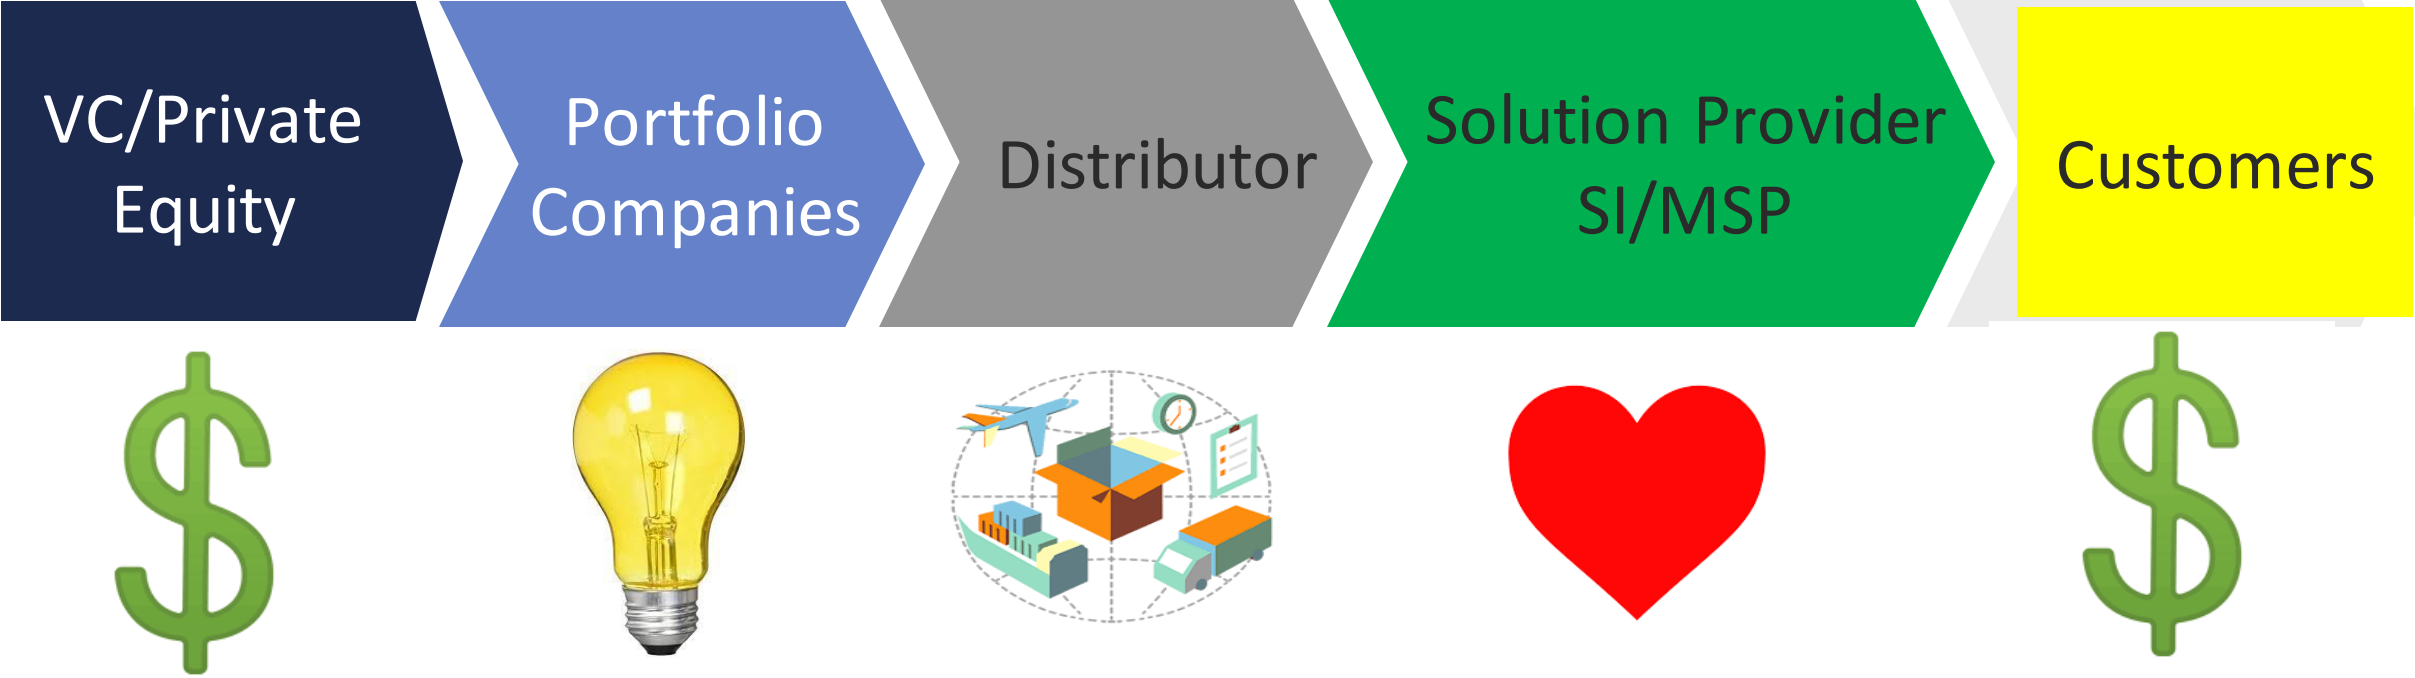 VC/Private
Equity
Portfolio
Companies
Distributor
Solution Provider
SI/MSP
Customers